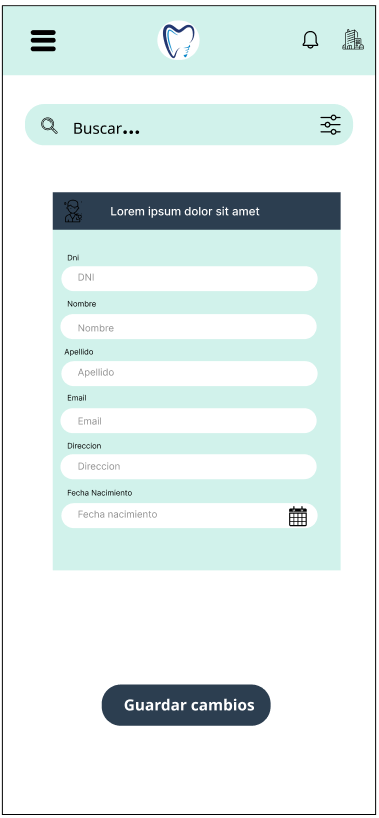 Buscar...
Lorem ipsum dolor sit amet
Dni
DNI
Nombre
Nombre
Apellido
Apellido
Email
Email
Direccion
Direccion
Fecha Nacimiento
Fecha nacimiento
Guardar cambios